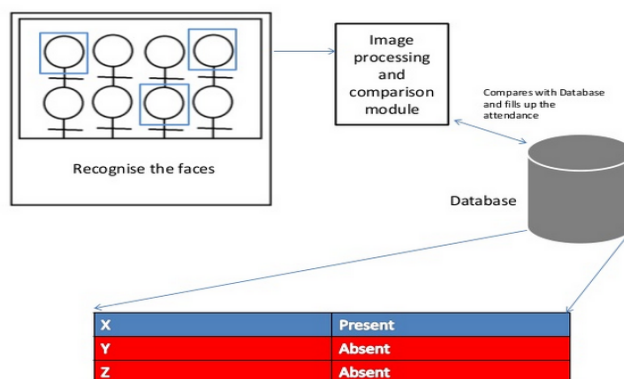 Image
processing
and
comparison
module
Compares with Database
and fills up the
attendance
Recognise the faces
Database
X Present
Y Absent
Z Absent